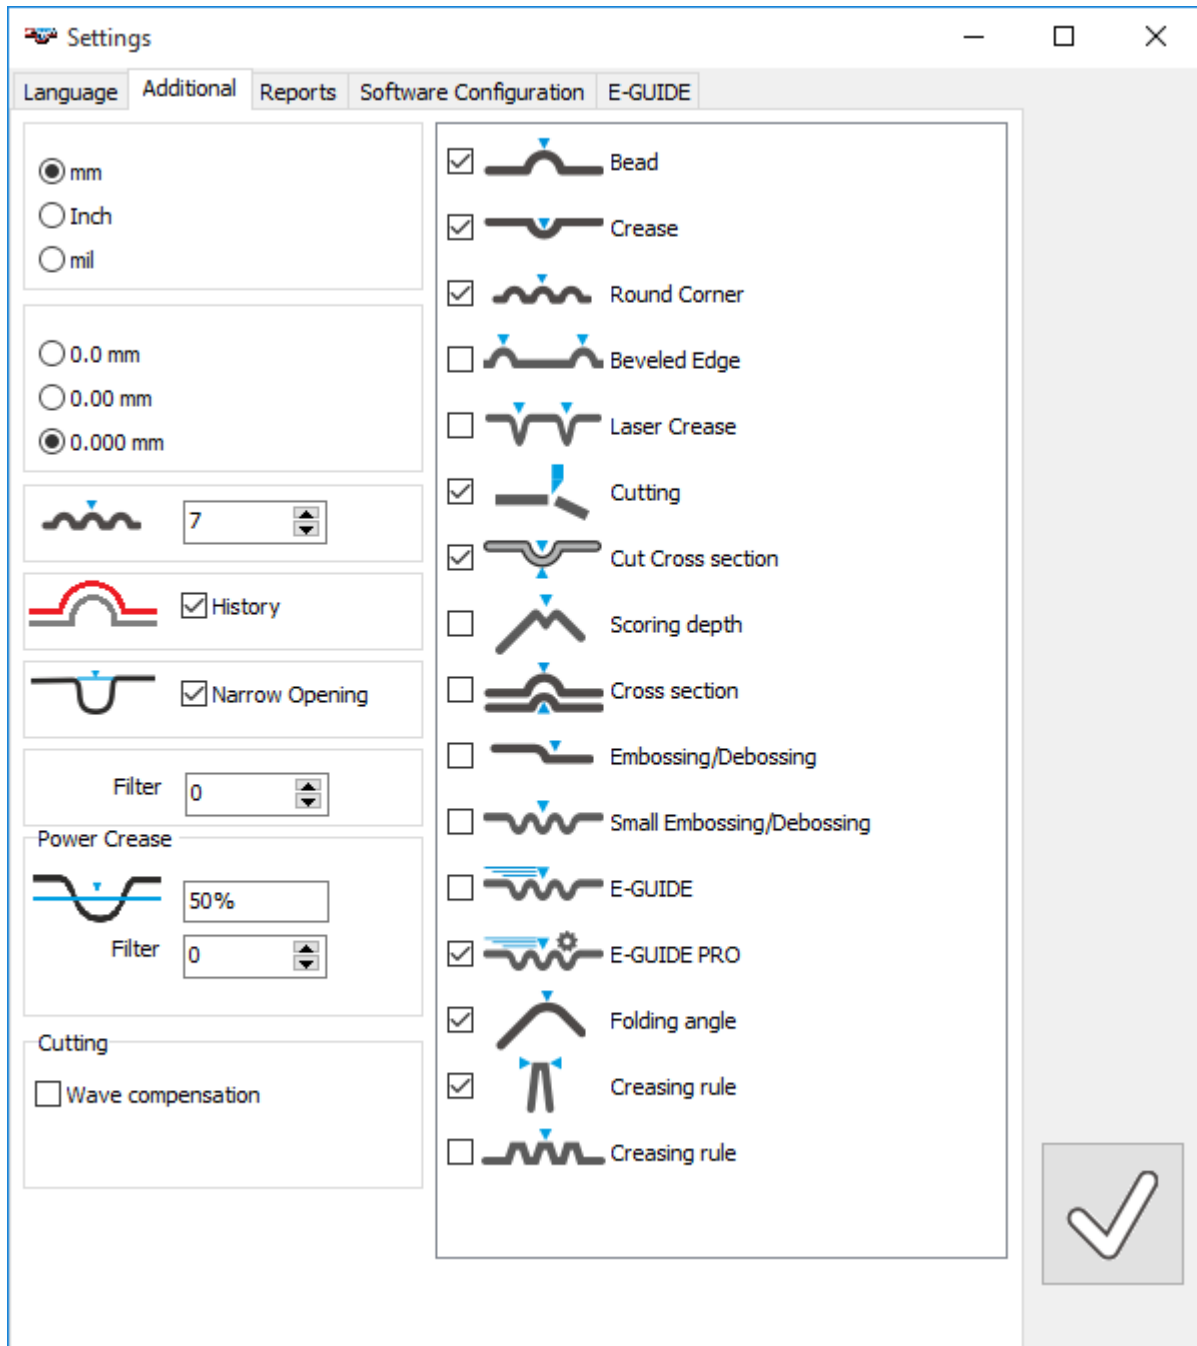 Settings
Language Additional Reports Software Configuration E-GUIDE
mm
Inch
mil
0.0 mm
0.00 mm
0.000 mm
7
History
Narrow Opening
Filter 0
Power Crease
50%
Filter 0
Cutting
Wave compensation
Bead
Crease
Round Corner
Beveled Edge
Laser Crease
Cutting
Cut Cross section
Scoring depth
Cross section
Embossing/Debossing
Small Embossing/Debossing
E-GUIDE
E-GUIDE PRO
Folding angle
Creasing rule
Creasing rule